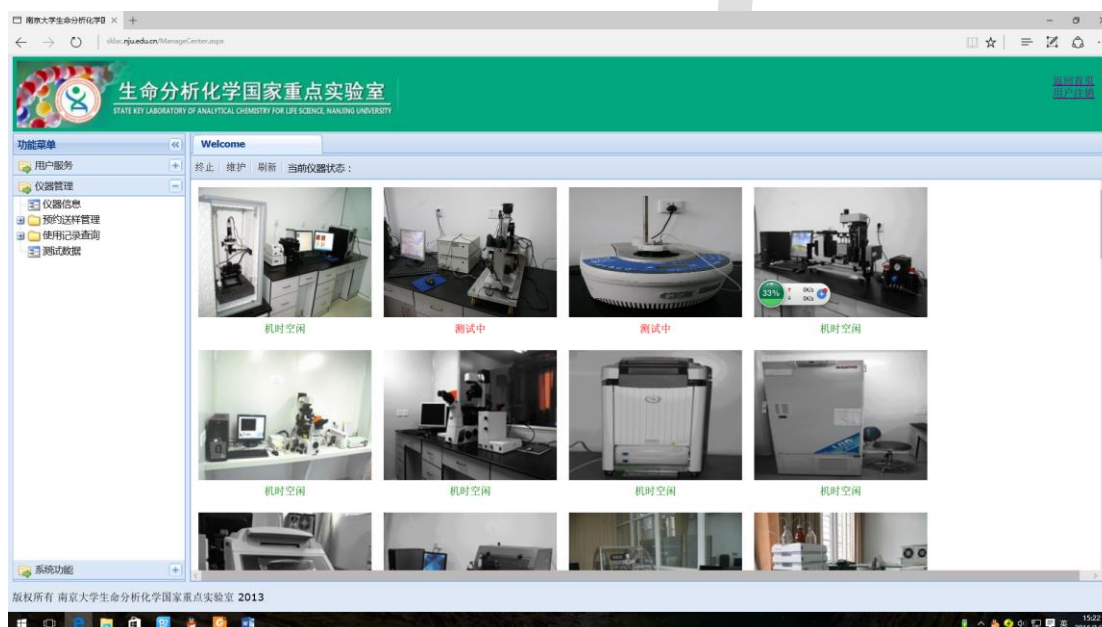 南京大学生命分析化学国
sklac.nju.edu.cn/ManageCenter.aspx
生命分析化学国家重点实验室
STATE KEY LABORATORY OF ANALYTICAL CHEMISTRY FOR LIFE SCIENCE, NANJING UNIVERSITY
返回首页
用户注销
功能菜单
Welcome
用户服务
终止 维护 刷新 当前仪器状态：
仪器管理
仪器信息
预约送样管理
使用记录查询
测试数据
33%
0K/s
0K/s
机时空闲 测试中 测试中 机时空闲
机时空闲 机时空闲 机时空闲 机时空闲
系统功能
版权所有 南京大学生命分析化学国家重点实验室 2013
英 15:22